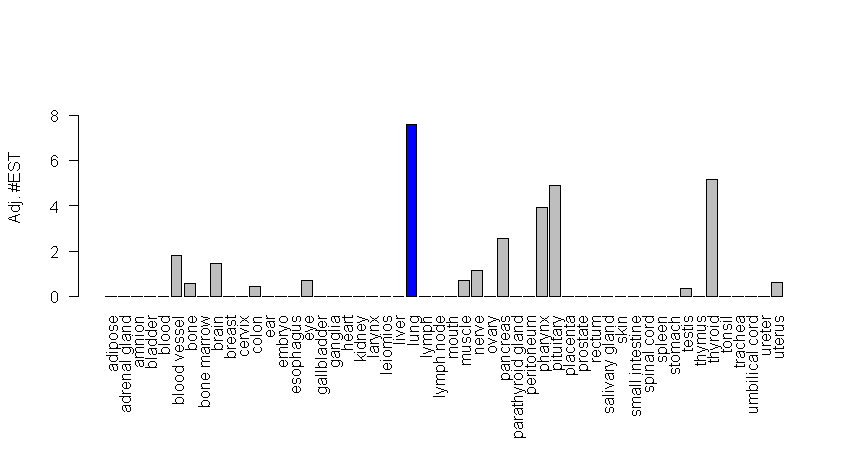 Adj. #EST
8
6
4
2
0
adipose
adrenal gland
amnion
bladder
blood
blood vessel
bone
bone marrow
brain
breast
cervix
colon
ear
embryo
esophagus
eye
gallbladder
ganglia
heart
kidney
larynx
leiomios
liver
lung
lymph
lymph node
mouth
muscle
nerve
ovary
pancreas
parathyroid gland
peritoneum
pharynx
pituitary
placenta
prostate
rectum
salivary gland
skin
small intestine
spinal cord
spleen
stomach
testis
thymus
thyroid
tonsil
trachea
umbilical cord
ureter
uterus